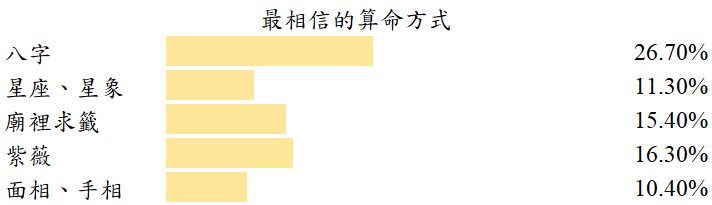 最相信的算命方式
八字 26.70%
星座、星象 11.30%
廟裡求籤 15.40%
紫薇 16.30%
面相、手相 10.40%